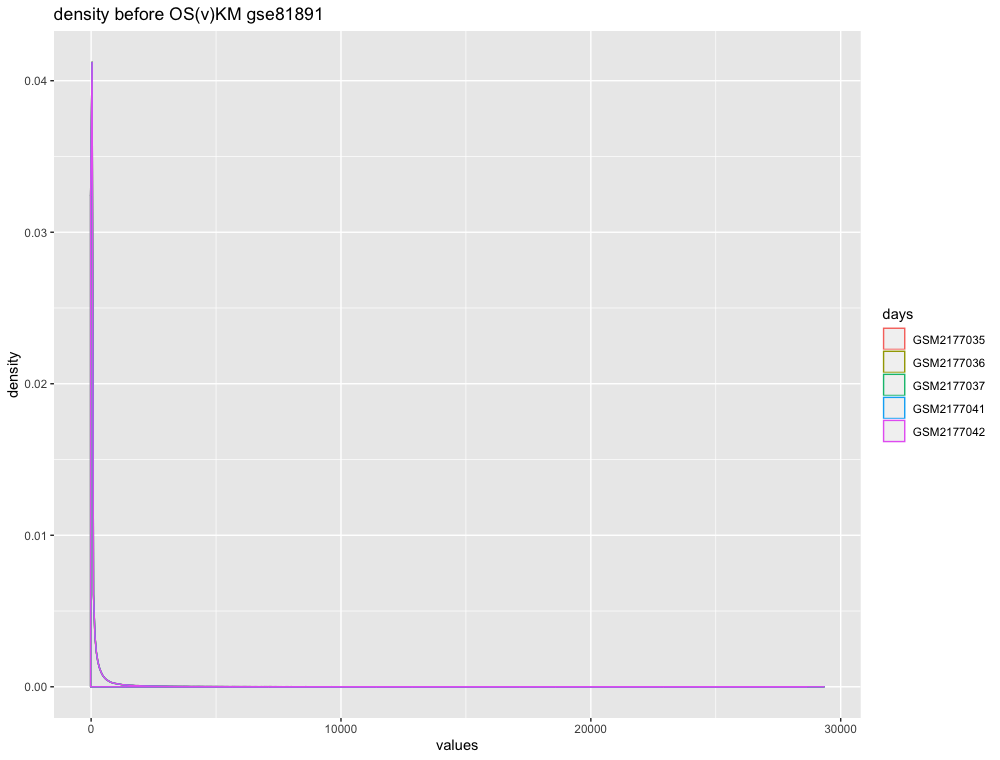 density before OS(v)KM gse81891
0.04
0.03
0.02
0.01
0.00
density
0
10000
20000
30000
values
days
GSM2177035
GSM2177036
GSM2177037
GSM2177041
GSM2177042